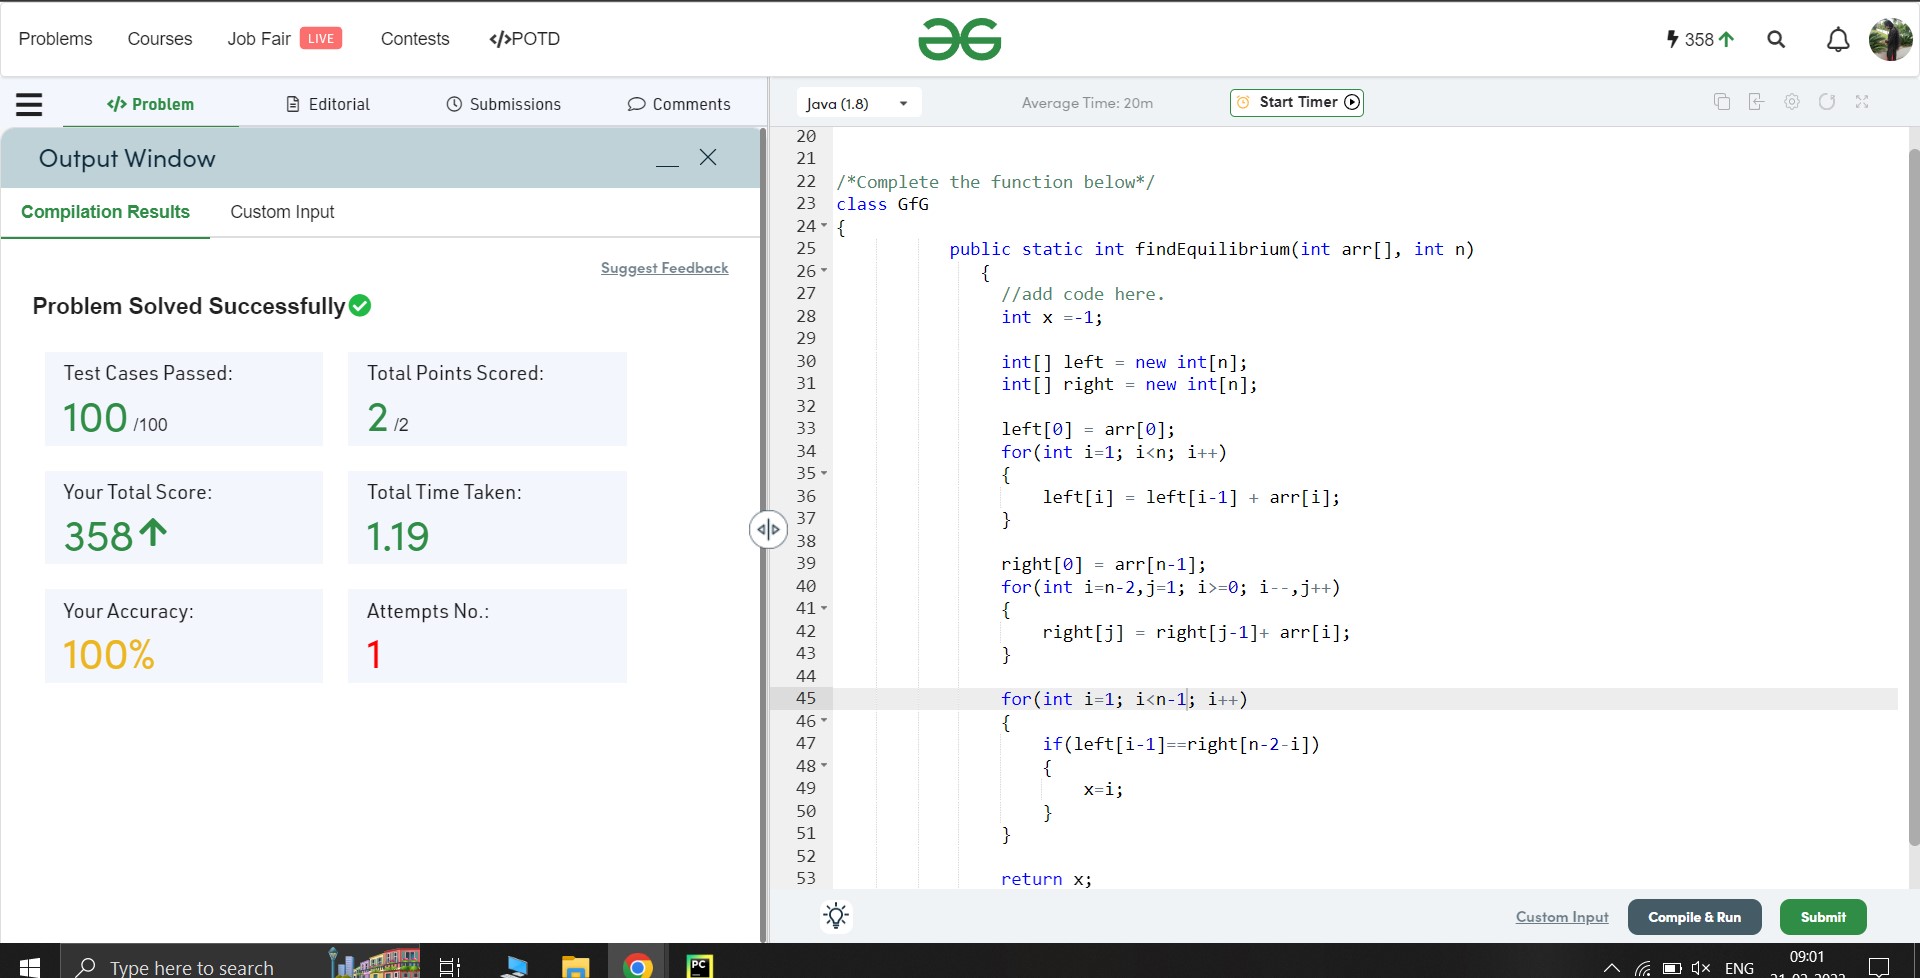 Problems Courses Job Fair LIVE Contests </>POTD
358
</> Problem Editorial Submissions Comments
Output Window
Compilation Results Custom Input
Suggest Feedback
Problem Solved Successfully
Test Cases Passed:
100 /100
Total Points Scored:
2 /2
Your Total Score:
358
Total Time Taken:
1.19
Your Accuracy:
100%
Attempts No.:
1
Java (1.8) Average Time: 20m Start Timer
20
21
22 /*Complete the function below*/
23 class GfG
24 {
25 public static int findEquilibrium(int arr[], int n)
26 {
27 //add code here.
28 int x =-1;
29
30 int[] left = new int[n];
31 int[] right = new int[n];
32
33 left[0] = arr[0];
34 for(int i=1; i<n; i++)
35 {
36 left[i] = left[i-1] + arr[i];
37 }
38
39 right[0] = arr[n-1];
40 for(int i=n-2,j=1; i>=0; i--,j++)
41 {
42 right[j] = right[j-1]+ arr[i];
43 }
44
45 for(int i=1; i<n-1; i++)
46 {
47 if(left[i-1]==right[n-2-i])
48 {
49 x=i;
50 }
51 }
52
53 return x;
Custom Input Compile & Run Submit
Type here to search
PC
ENG
09:01